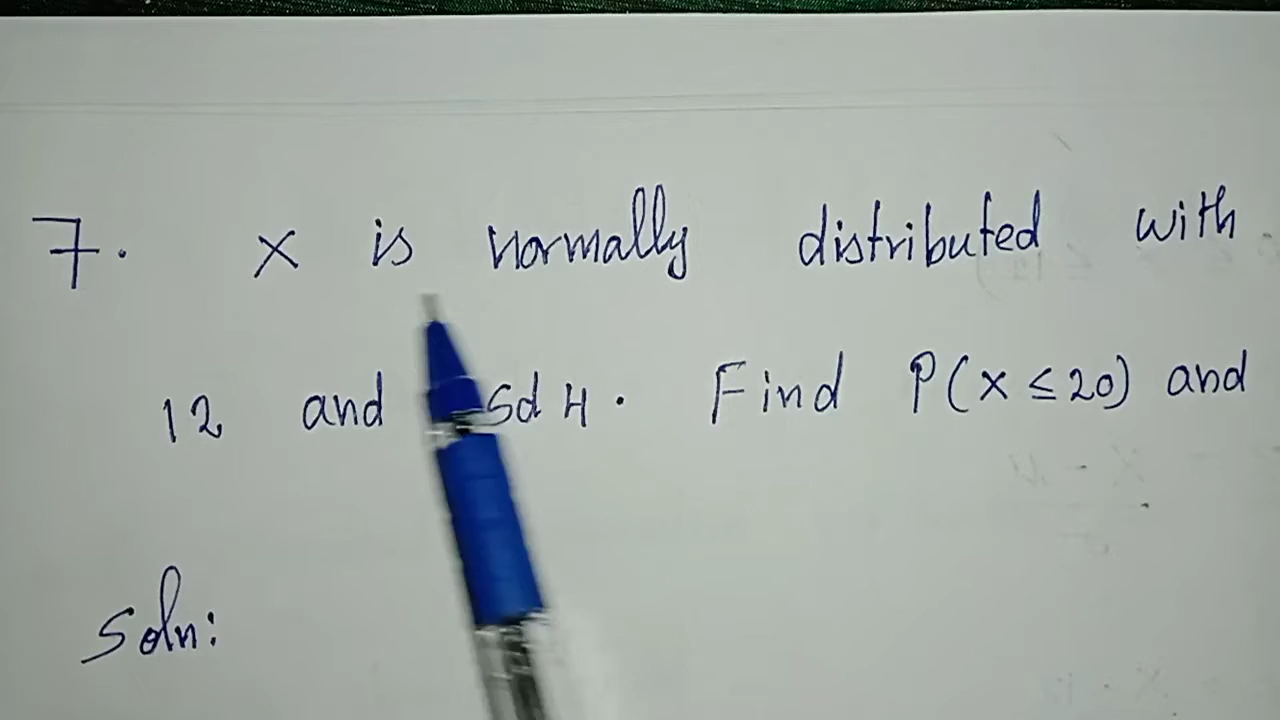 7. X is normally distributed with
12 and sd 4. Find P(X ≤ 20) and
Soln: